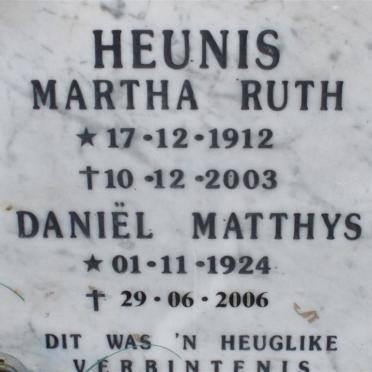 HEUNIS
MARTHA RUTH
★ 17·12·1912
†10·12·2003
DANIËL MATTHYS
★ 01·11·1924
† 29·06·2006
DIT WAS 'N HEUGLIKE
VERBINTENIS